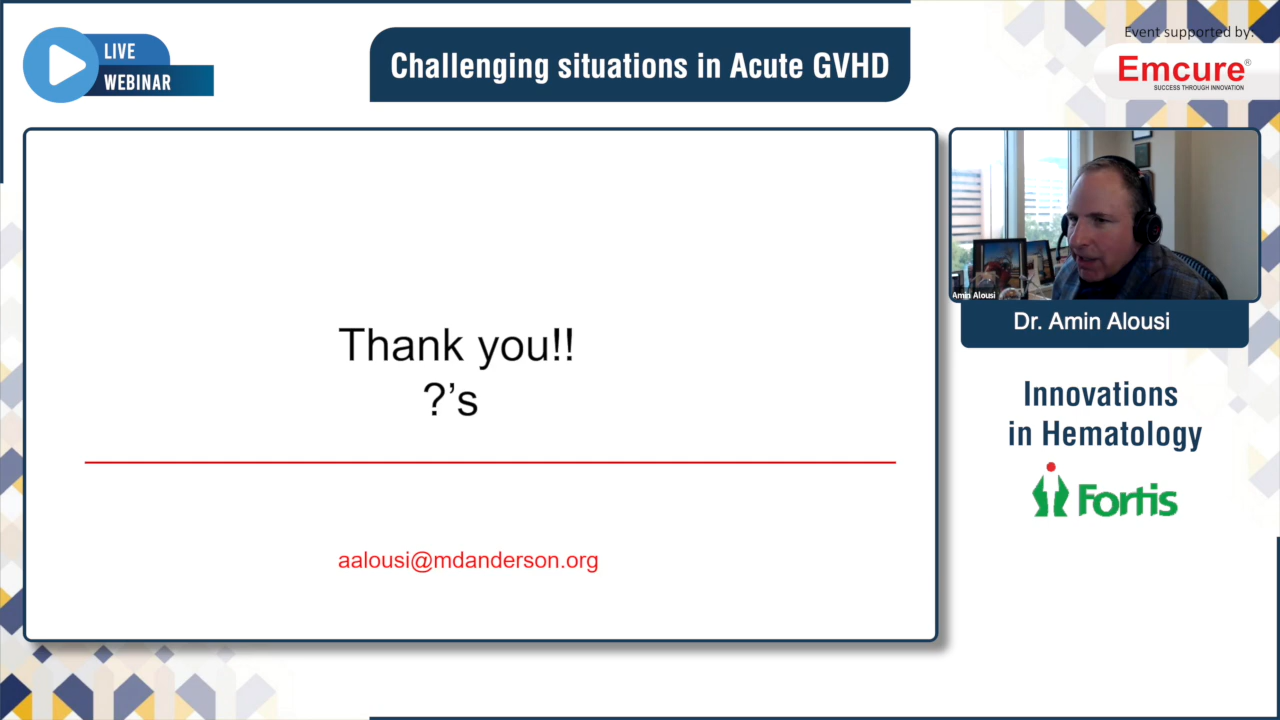 LIVE
WEBINAR
Challenging situations in Acute GVHD
Event supported by:
Emcure®
SUCCESS THROUGH INNOVATION
Thank you!!
?’s
aalousi@mdanderson.org
Amin Alousi
Dr. Amin Alousi
Innovations
in Hematology
Fortis